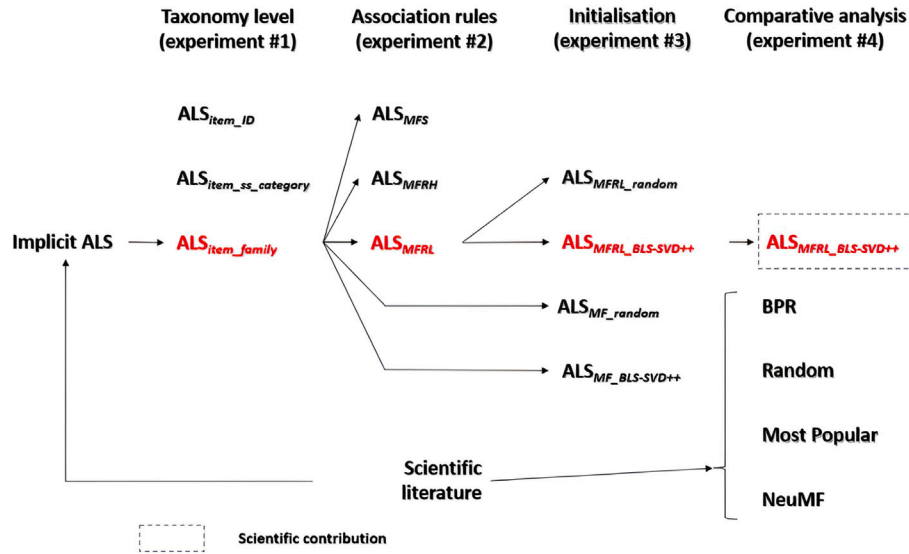 Taxonomy level
(experiment #1)
Association rules
(experiment #2)
Initialisation
(experiment #3)
Comparative analysis
(experiment #4)
ALSitem_ID
ALSMFS
ALSitem_ss_category
ALSMFRH
ALSMFRL_random
Implicit ALS
ALSitem_family
ALSMFRL
ALSMFRL_BLS-SVD++
ALSMFRL_BLS-SVD++
ALSMF_random
BPR
ALSMF_BLS-SVD++
Random
Most Popular
Scientific
literature
NeuMF
Scientific contribution